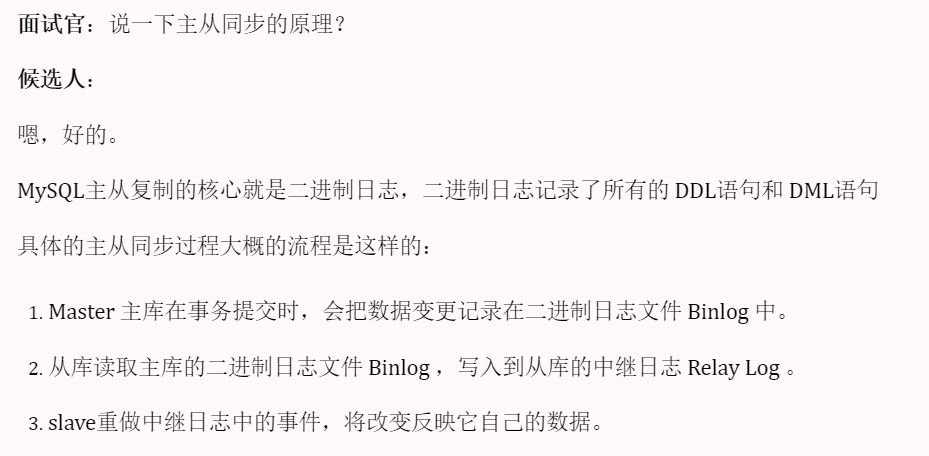 面试官：说一下主从同步的原理？
候选人：
嗯，好的。
MySQL主从复制的核心就是二进制日志，二进制日志记录了所有的 DDL语句和 DML语句
具体的主从同步过程大概的流程是这样的：
1. Master 主库在事务提交时，会把数据变更记录在二进制日志文件 Binlog 中。
2. 从库读取主库的二进制日志文件 Binlog ，写入到从库的中继日志 Relay Log 。
3. slave重做中继日志中的事件，将改变反映它自己的数据。